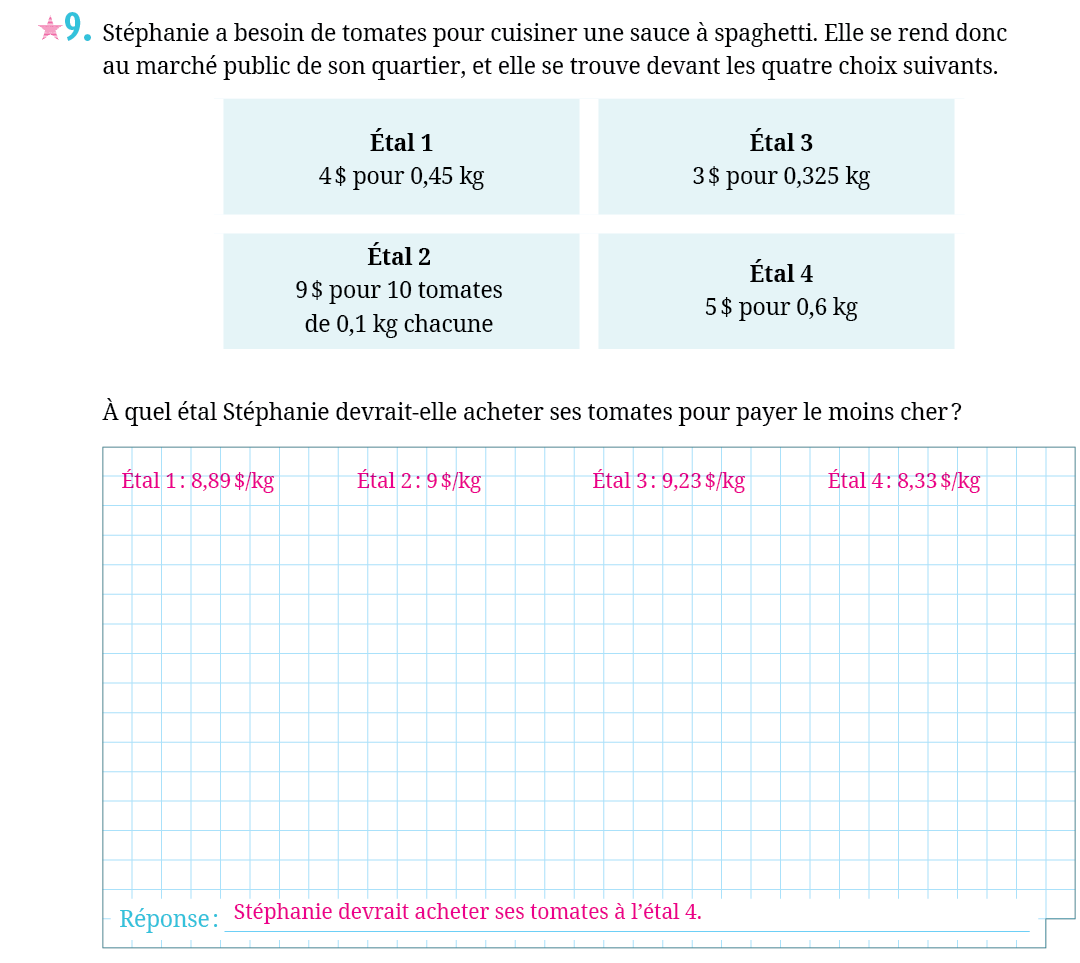 9. Stéphanie a besoin de tomates pour cuisiner une sauce à spaghetti. Elle se rend donc
au marché public de son quartier, et elle se trouve devant les quatre choix suivants.
Étal 1
4 $ pour 0,45 kg
Étal 3
3 $ pour 0,325 kg
Étal 2
9 $ pour 10 tomates
de 0,1 kg chacune
Étal 4
5 $ pour 0,6 kg
À quel étal Stéphanie devrait-elle acheter ses tomates pour payer le moins cher ?
Étal 1 : 8,89 $/kg Étal 2 : 9 $/kg Étal 3 : 9,23 $/kg Étal 4 : 8,33 $/kg
Réponse : Stéphanie devrait acheter ses tomates à l’étal 4.